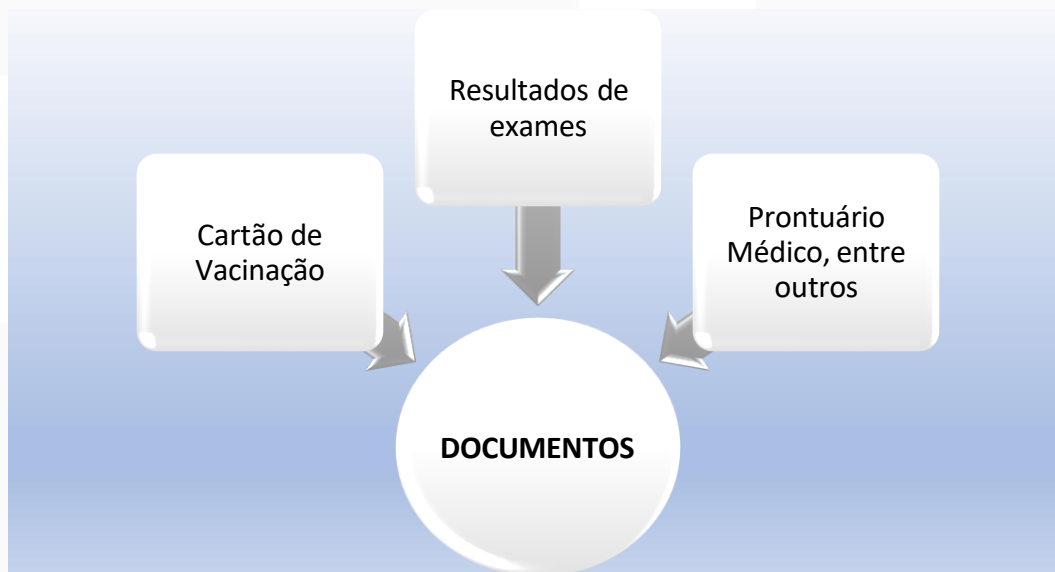 Resultados de
exames
Cartão de
Vacinação
Prontuário
Médico, entre
outros
DOCUMENTOS